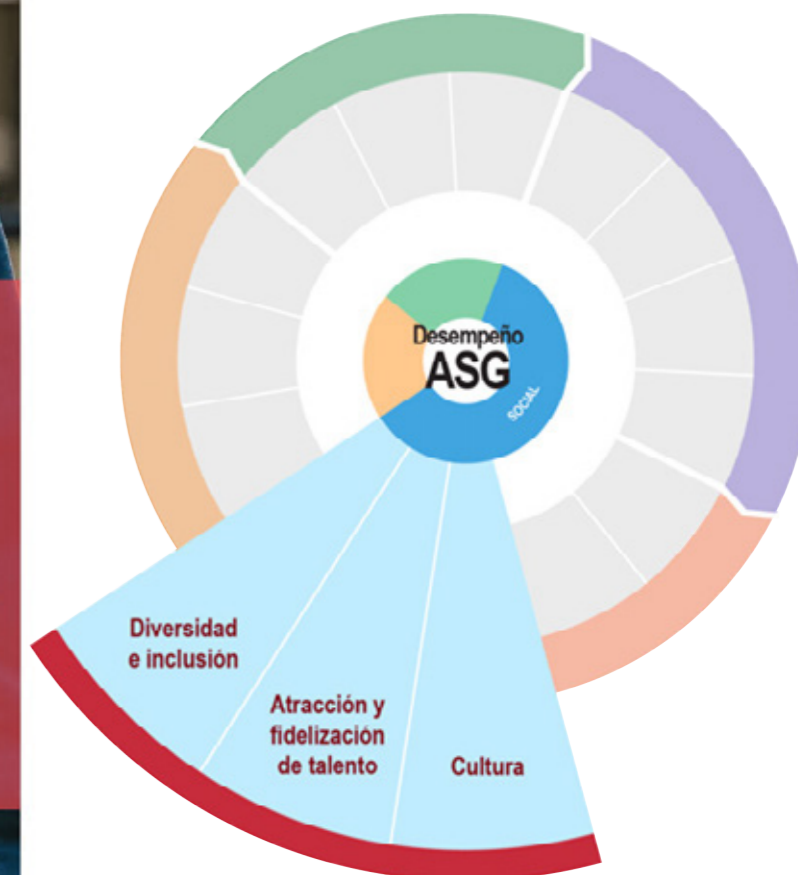 Desempeño
ASG
SOCIAL
Diversidad
e inclusión
Atracción y
fidelización
de talento
Cultura